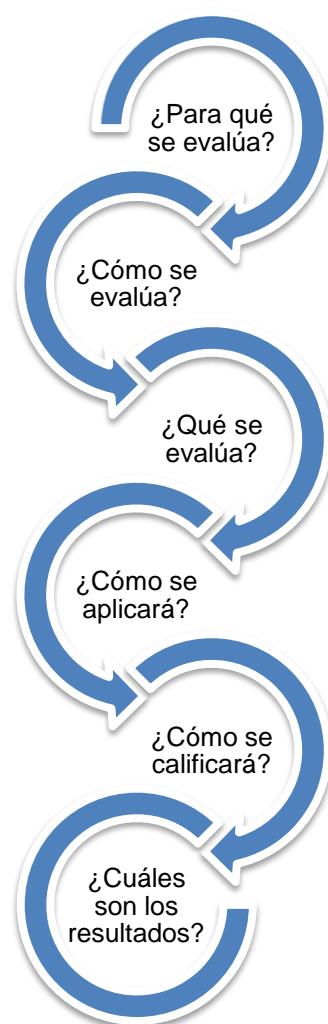 ¿Para qué
se evalúa?
¿Cómo se
evalúa?
¿Qué se
evalúa?
¿Cómo se
aplicará?
¿Cómo se
calificará?
¿Cuáles
son los
resultados?